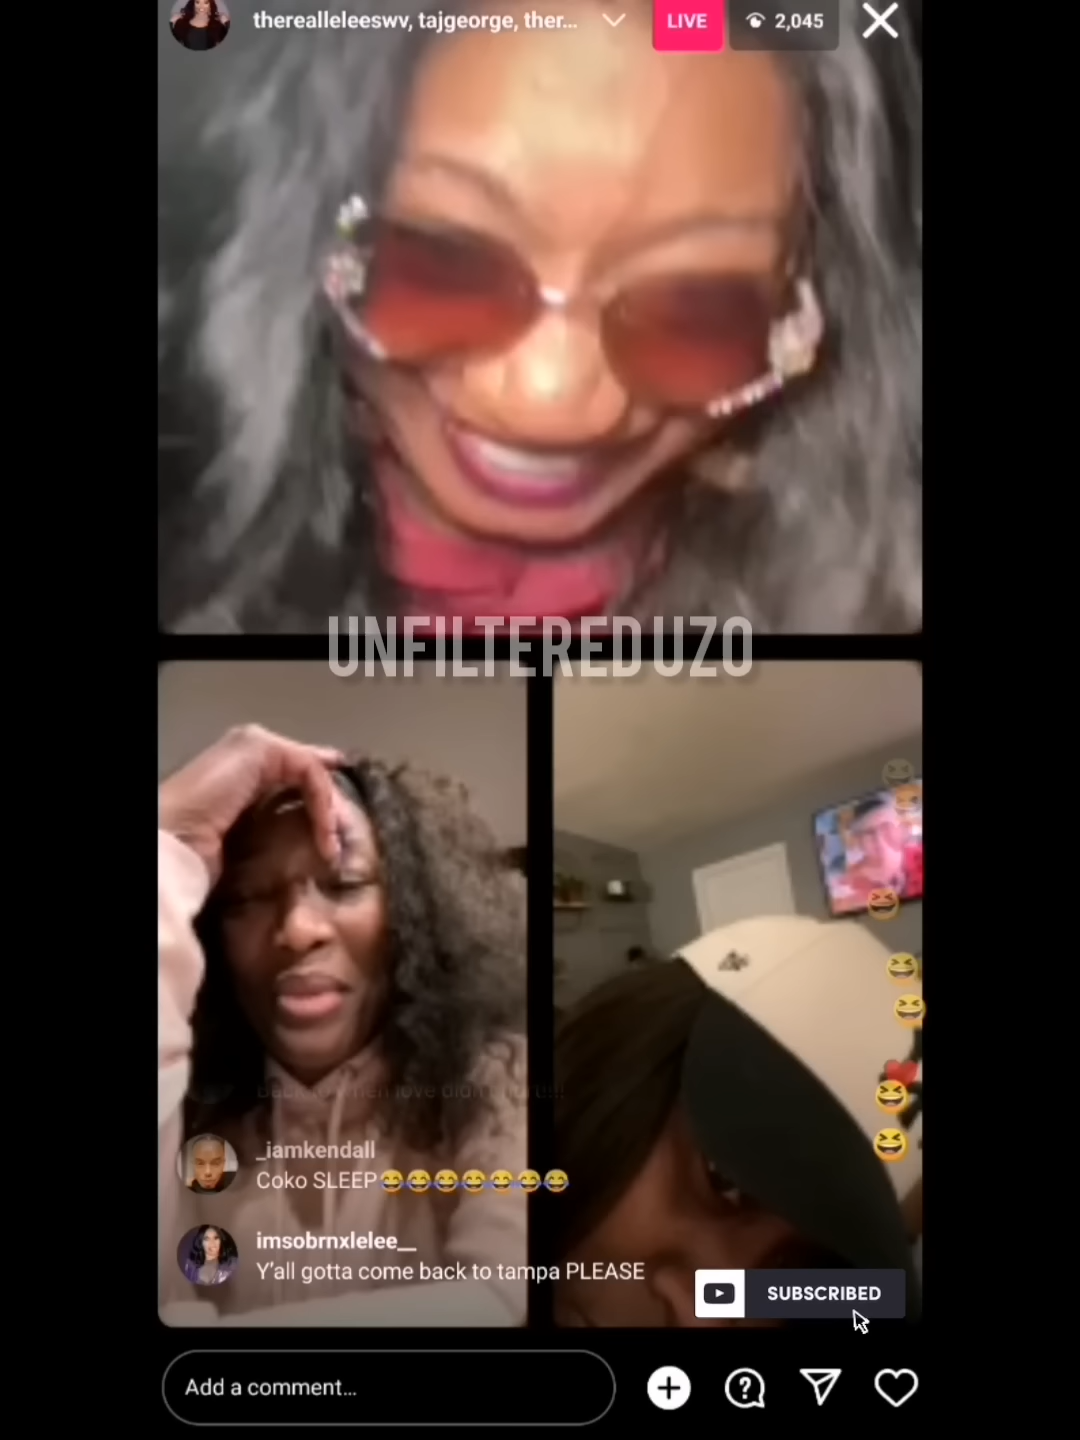 therealleleeswv, tajgeorge, ther...
LIVE
2,045
UNFILTEREDUZO
_iamkendall
Coko SLEEP😂😂😂😂😂😂😂
imsobrnxlelee__
Y'all gotta come back to tampa PLEASE
SUBSCRIBED
Add a comment...